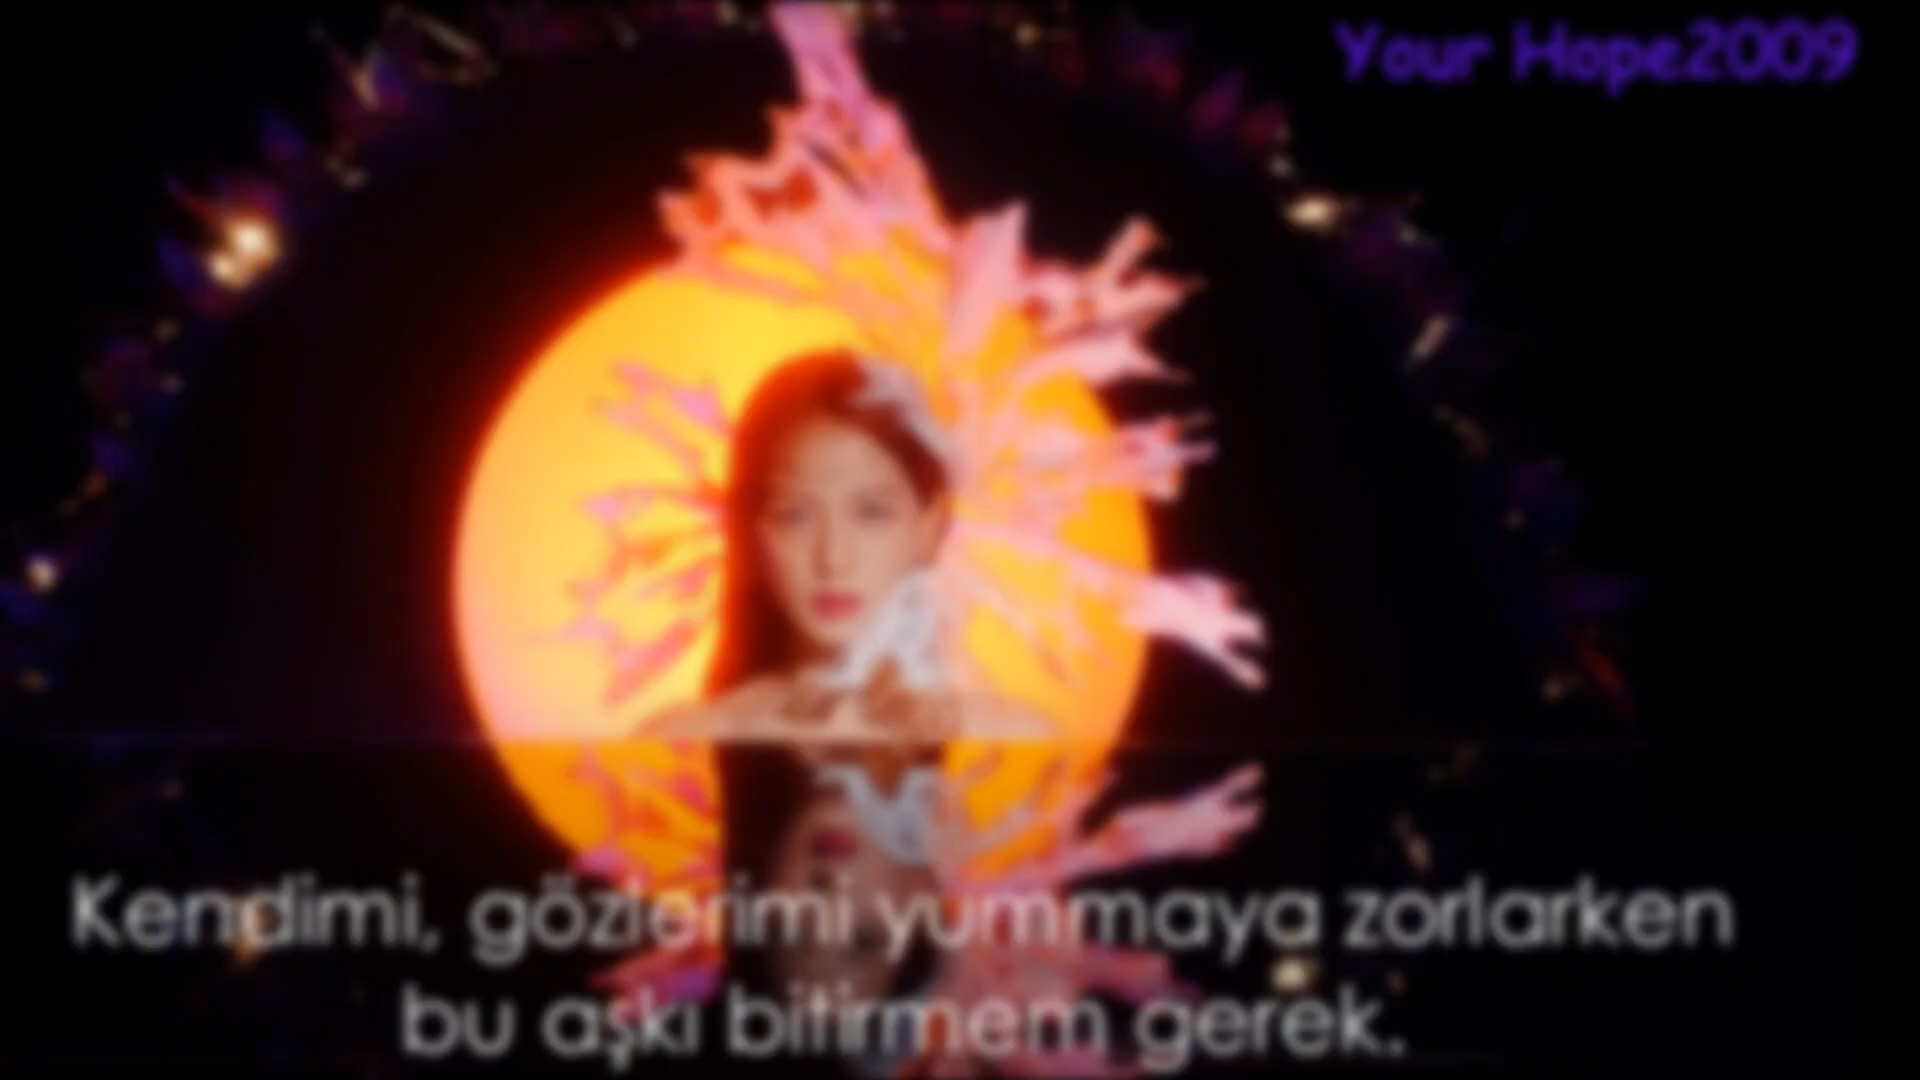 Your Hope2009
Kendimi, gözlerimi yummaya zorlarken
bu aşkı bitirmem gerek.